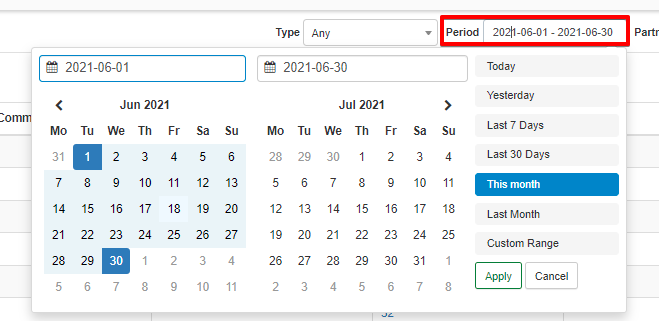 Type Any Period 2021-06-01 - 2021-06-30 Partn
2021-06-01 2021-06-30 Today
Yesterday
Jun 2021 Jul 2021
Comm
Last 7 Days
Mo Tu We Th Fr Sa Su Mo Tu We Th Fr Sa Su
31 1 2 3 4 5 6 28 29 30 1 2 3 4
Last 30 Days
7 8 9 10 11 12 13 5 6 7 8 9 10 11
This month
14 15 16 17 18 19 20 12 13 14 15 16 17 18
Last Month
21 22 23 24 25 26 27 19 20 21 22 23 24 25
Custom Range
28 29 30 1 2 3 4 26 27 28 29 30 31 1
Apply Cancel
5 6 7 8 9 10 11 2 3 4 5 6 7 8